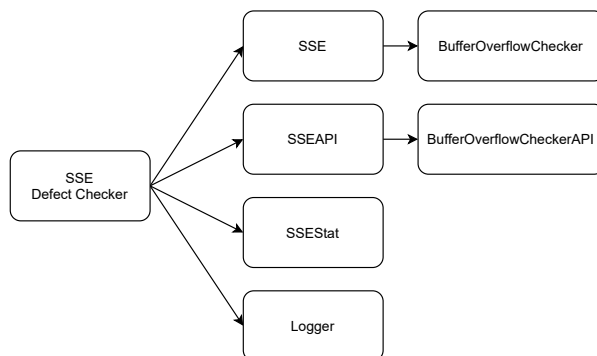 SSE
BufferOverflowChecker
SSEAPI
BufferOverflowCheckerAPI
SSE
Defect Checker
SSEStat
Logger